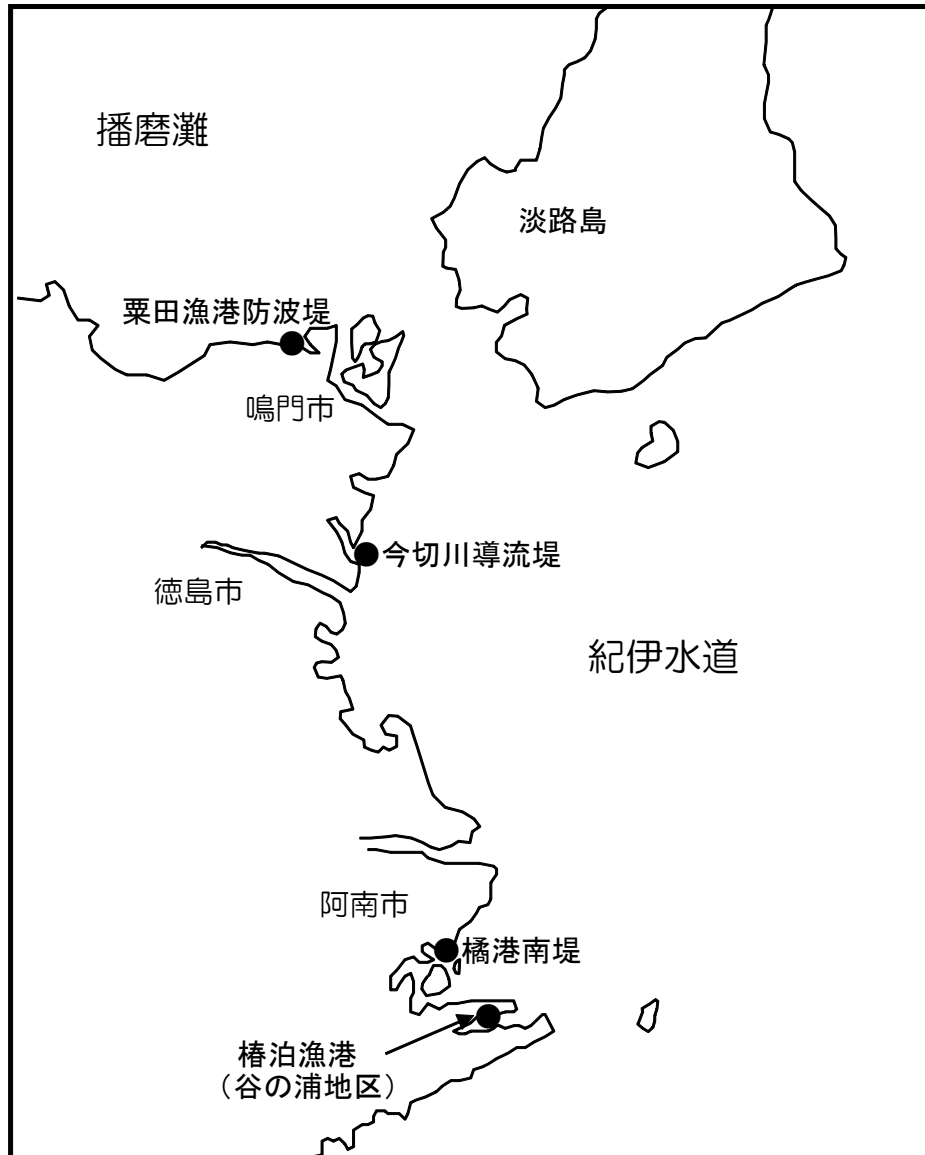 播磨灘
淡路島
粟田漁港防波堤
鳴門市
今切川導流堤
徳島市
紀伊水道
阿南市
橘港南堤
椿泊漁港
（谷の浦地区）